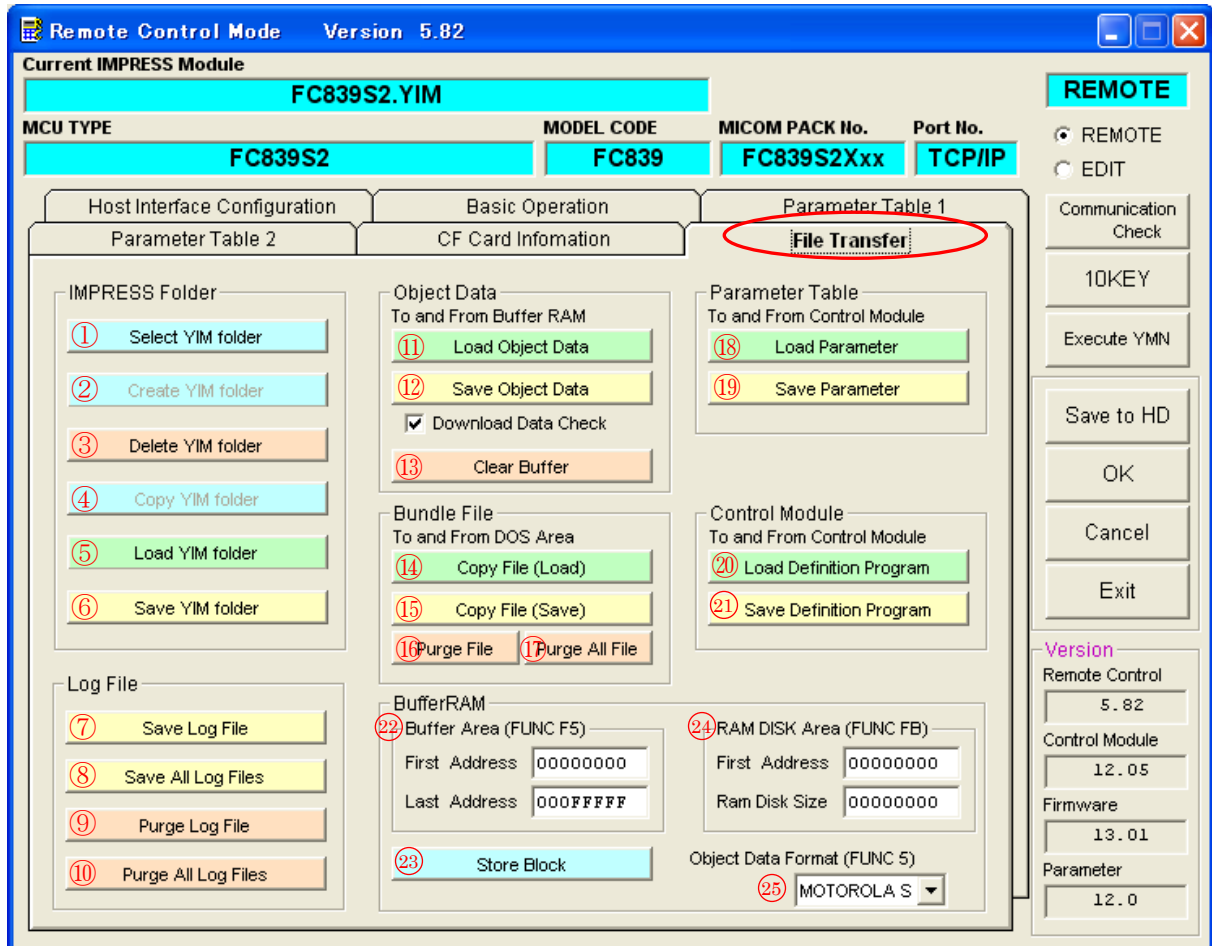 Remote Control Mode Version 5.82
Current IMPRESS Module
FC839S2.YIM
REMOTE
MCU TYPE
MODEL CODE
MICOM PACK No.
Port No.
FC839S2
FC839
FC839S2Xxx
TCP/IP
REMOTE
EDIT
Host Interface Configuration
Basic Operation
Parameter Table 1
Parameter Table 2
CF Card Infomation
File Transfer
Communication
Check
10KEY
Execute YMN
Save to HD
OK
Cancel
Exit
IMPRESS Folder
① Select YIM folder
② Create YIM folder
③ Delete YIM folder
④ Copy YIM folder
⑤ Load YIM folder
⑥ Save YIM folder
Log File
⑦ Save Log File
⑧ Save All Log Files
⑨ Purge Log File
⑩ Purge All Log Files
Object Data
To and From Buffer RAM
⑪ Load Object Data
⑫ Save Object Data
Download Data Check
⑬ Clear Buffer
Bundle File
To and From DOS Area
⑭ Copy File (Load)
⑮ Copy File (Save)
⑯ Purge File
⑰ Purge All File
Parameter Table
To and From Control Module
⑱ Load Parameter
⑲ Save Parameter
Control Module
To and From Control Module
⑳ Load Definition Program
㉑ Save Definition Program
BufferRAM
㉒ Buffer Area (FUNC F5)
First Address 00000000
Last Address 000FFFFF
㉓ Store Block
㉔ RAM DISK Area (FUNC FB)
First Address 00000000
Ram Disk Size 00000000
Object Data Format (FUNC 5)
㉕ MOTOROLA S
Version
Remote Control
5.82
Control Module
12.05
Firmware
13.01
Parameter
12.0